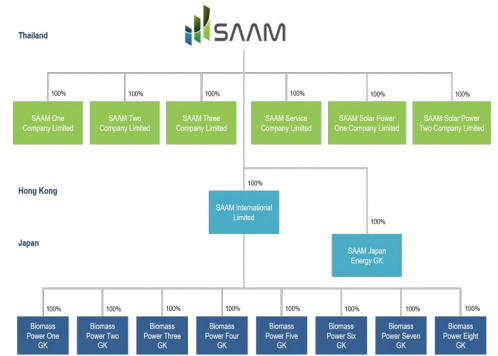 Thailand
SAAM
100%
100%
100%
100%
100%
100%
SAAM One
Company Limited
SAAM Two
Company Limited
SAAM Three
Company Limited
SAAM Service
Company Limited
SAAM Solar Power
One Company Limited
SAAM Solar Power
Two Company Limited
100%
Hong Kong
SAAM International
Limited
100%
Japan
SAAM Japan
Energy GK
100%
100%
100%
100%
100%
100%
100%
100%
Biomass
Power One
GK
Biomass
Power Two
GK
Biomass
Power Three
GK
Biomass
Power Four
GK
Biomass
Power Five
GK
Biomass
Power Six
GK
Biomass
Power Seven
GK
Biomass
Power Eight
GK